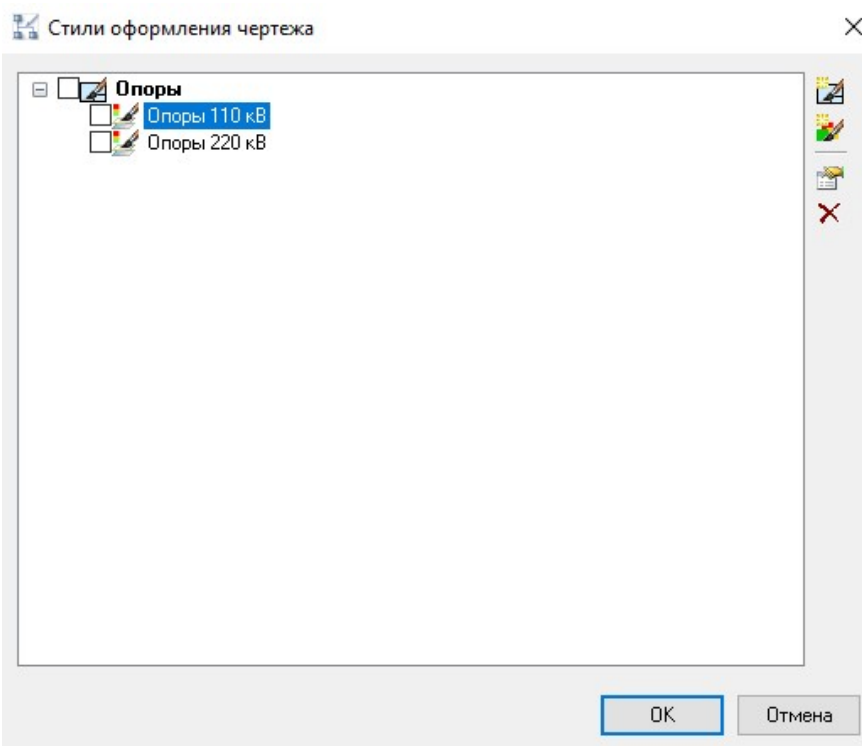 Стили оформления чертежа
Опоры
Опоры 110 кВ
Опоры 220 кВ
OK
Отмена